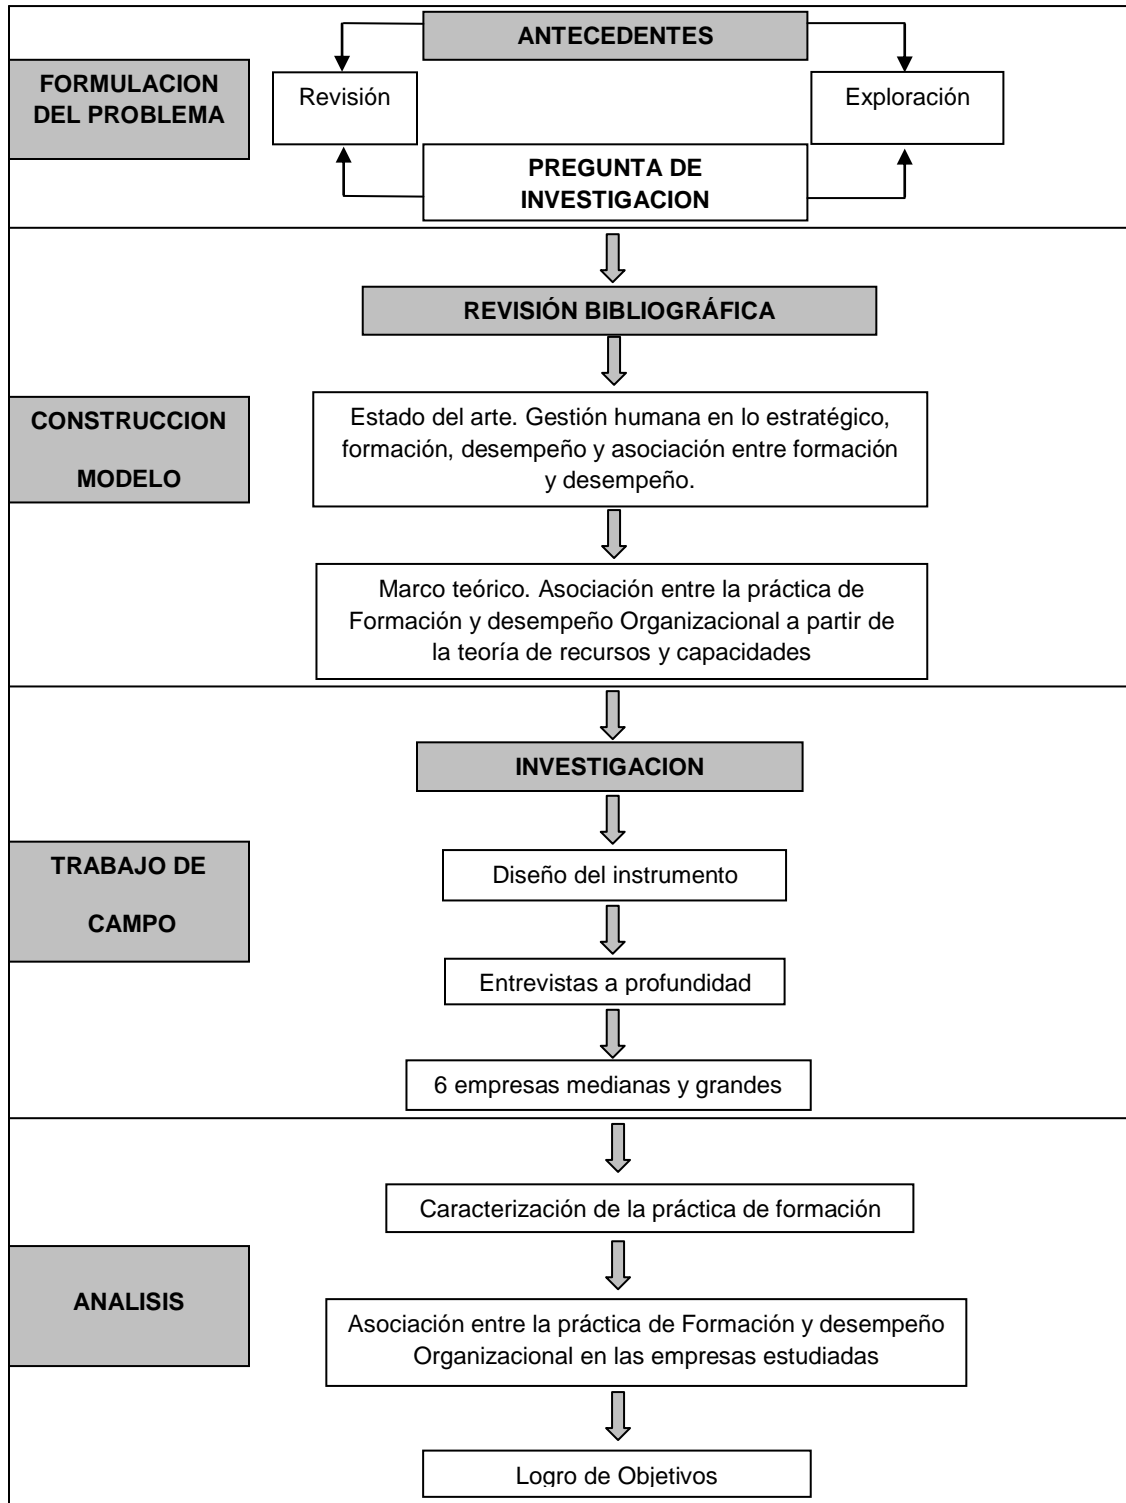 ANTECEDENTES
FORMULACION
DEL PROBLEMA
Revisión
Exploración
PREGUNTA DE
INVESTIGACION
REVISIÓN BIBLIOGRÁFICA
CONSTRUCCION
MODELO
Estado del arte. Gestión humana en lo estratégico,
formación, desempeño y asociación entre formación
y desempeño.
Marco teórico. Asociación entre la práctica de
Formación y desempeño Organizacional a partir de
la teoría de recursos y capacidades
INVESTIGACION
TRABAJO DE
CAMPO
Diseño del instrumento
Entrevistas a profundidad
6 empresas medianas y grandes
Caracterización de la práctica de formación
ANALISIS
Asociación entre la práctica de Formación y desempeño
Organizacional en las empresas estudiadas
Logro de Objetivos